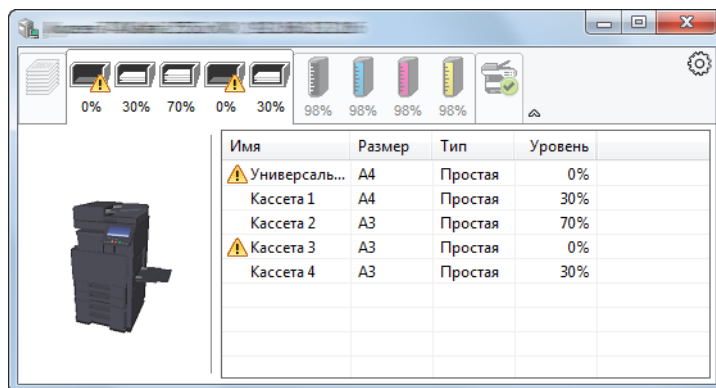 0% 30% 70% 0% 30% 98% 98% 98% 98%
Имя Размер Тип Уровень
Универсаль... A4 Простая 0%
Кассета 1 A4 Простая 30%
Кассета 2 A3 Простая 70%
Кассета 3 A3 Простая 0%
Кассета 4 A3 Простая 30%